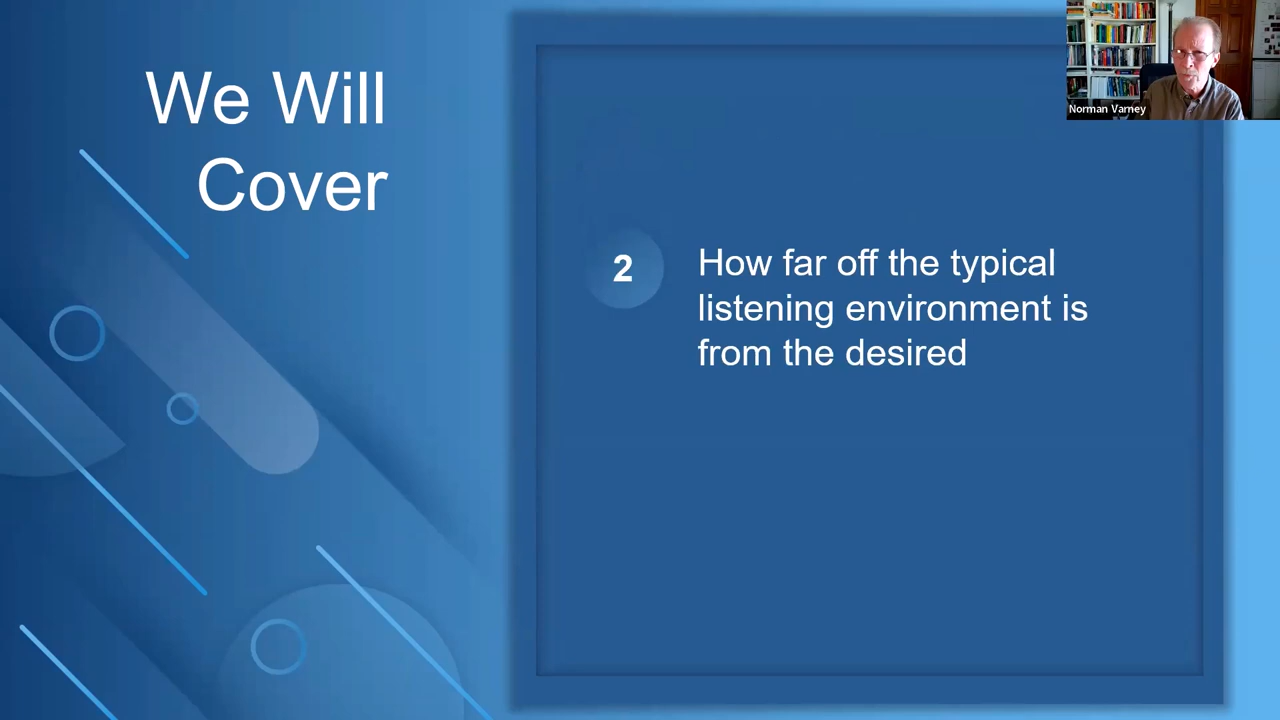 We Will
Cover
2
How far off the typical
listening environment is
from the desired
Norman Varney